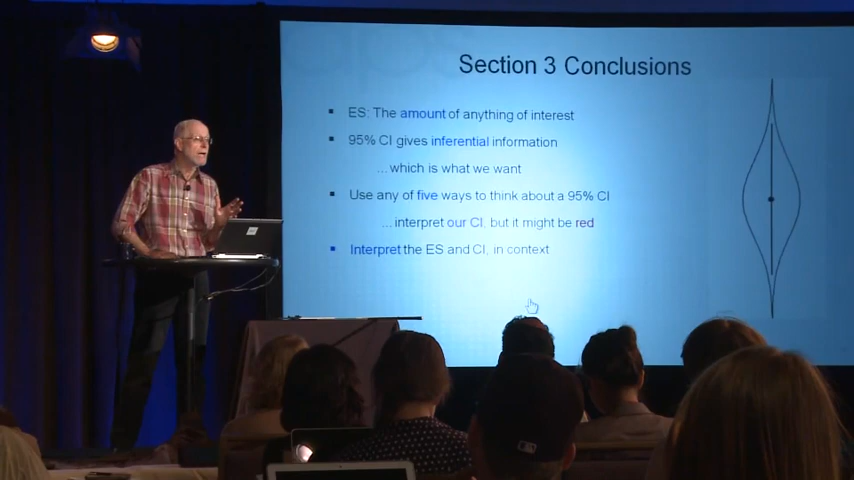 Section 3 Conclusions
ES: The amount of anything of interest
95% CI gives inferential information
...which is what we want
Use any of five ways to think about a 95% CI
...interpret our CI, but it might be red
Interpret the ES and CI, in context